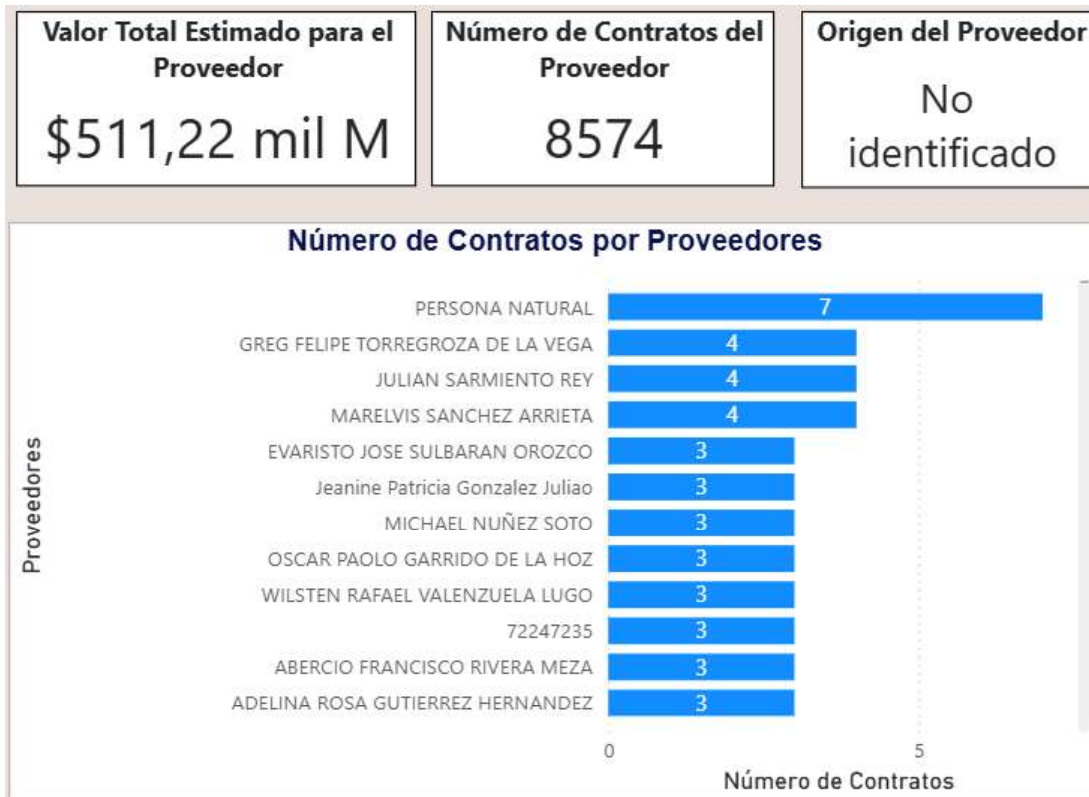 Valor Total Estimado para el
Proveedor
$511,22 mil M
Número de Contratos del
Proveedor
8574
Origen del Proveedor
No
identificado
Número de Contratos por Proveedores
Proveedores
PERSONA NATURAL 7
GREG FELIPE TORREGROZA DE LA VEGA 4
JULIAN SARMIENTO REY 4
MARELVIS SANCHEZ ARRIETA 4
EVARISTO JOSE SULBARAN OROZCO 3
Jeanine Patricia Gonzalez Juliao 3
MICHAEL NUÑEZ SOTO 3
OSCAR PAOLO GARRIDO DE LA HOZ 3
WILSTEN RAFAEL VALENZUELA LUGO 3
72247235 3
ABERCIO FRANCISCO RIVERA MEZA 3
ADELINA ROSA GUTIERREZ HERNANDEZ 3
0 5
Número de Contratos